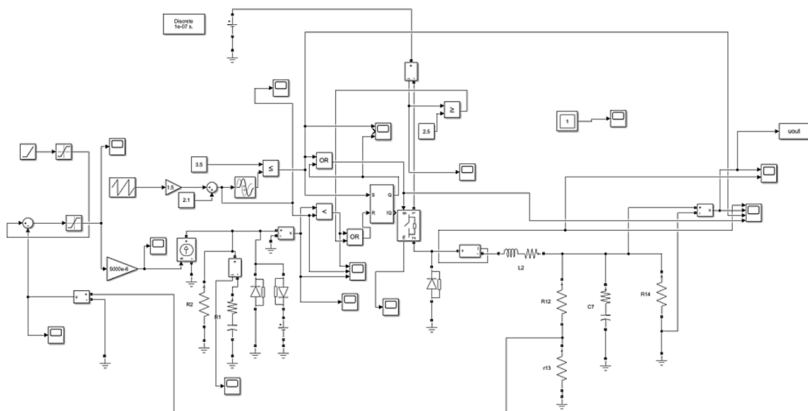 Discrete
1e-07 s.
3.5
1.5
2.1
≤
OR
<
OR
S
Q
R
!Q
≥
2.5
1
uout
5000e-6
R2
R1
L2
R12
C7
R14
r13